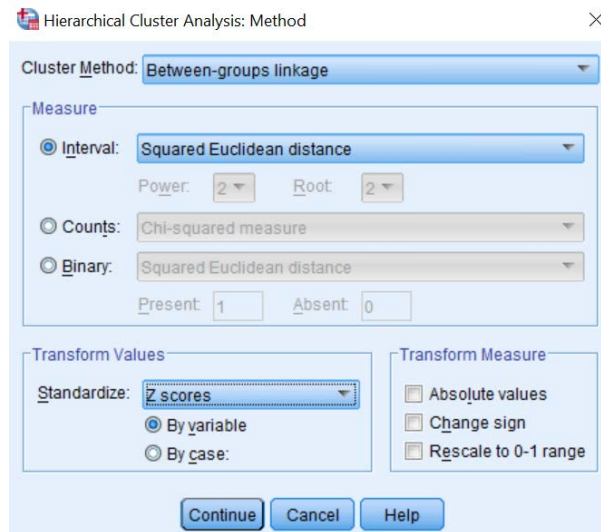 Hierarchical Cluster Analysis: Method
Cluster Method: Between-groups linkage
Measure
Interval: Squared Euclidean distance
Power: 2 Root: 2
Counts: Chi-squared measure
Binary: Squared Euclidean distance
Present: 1 Absent: 0
Transform Values
Standardize: Z scores
By variable
By case:
Transform Measure
Absolute values
Change sign
Rescale to 0-1 range
Continue Cancel Help